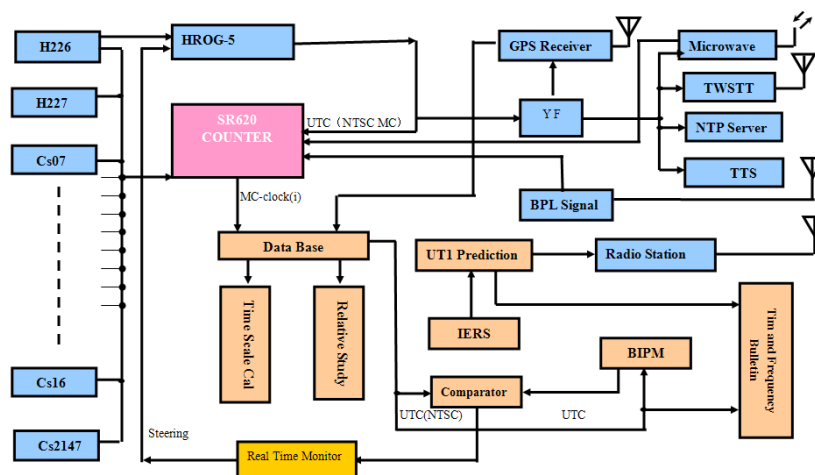 H226
HROG-5
GPS Receiver
Microwave
H227
TWSTT
SR620
COUNTER
UTC (NTSC MC)
YF
NTP Server
Cs07
TTS
MC-clock(i)
BPL Signal
Data Base
UT1 Prediction
Radio Station
Time Scale Cal
Relative Study
IERS
Tim and Frequency
Bulletin
BIPM
Cs16
Comparator
UTC(NTSC)
UTC
Cs2147
Steering
Real Time Monitor